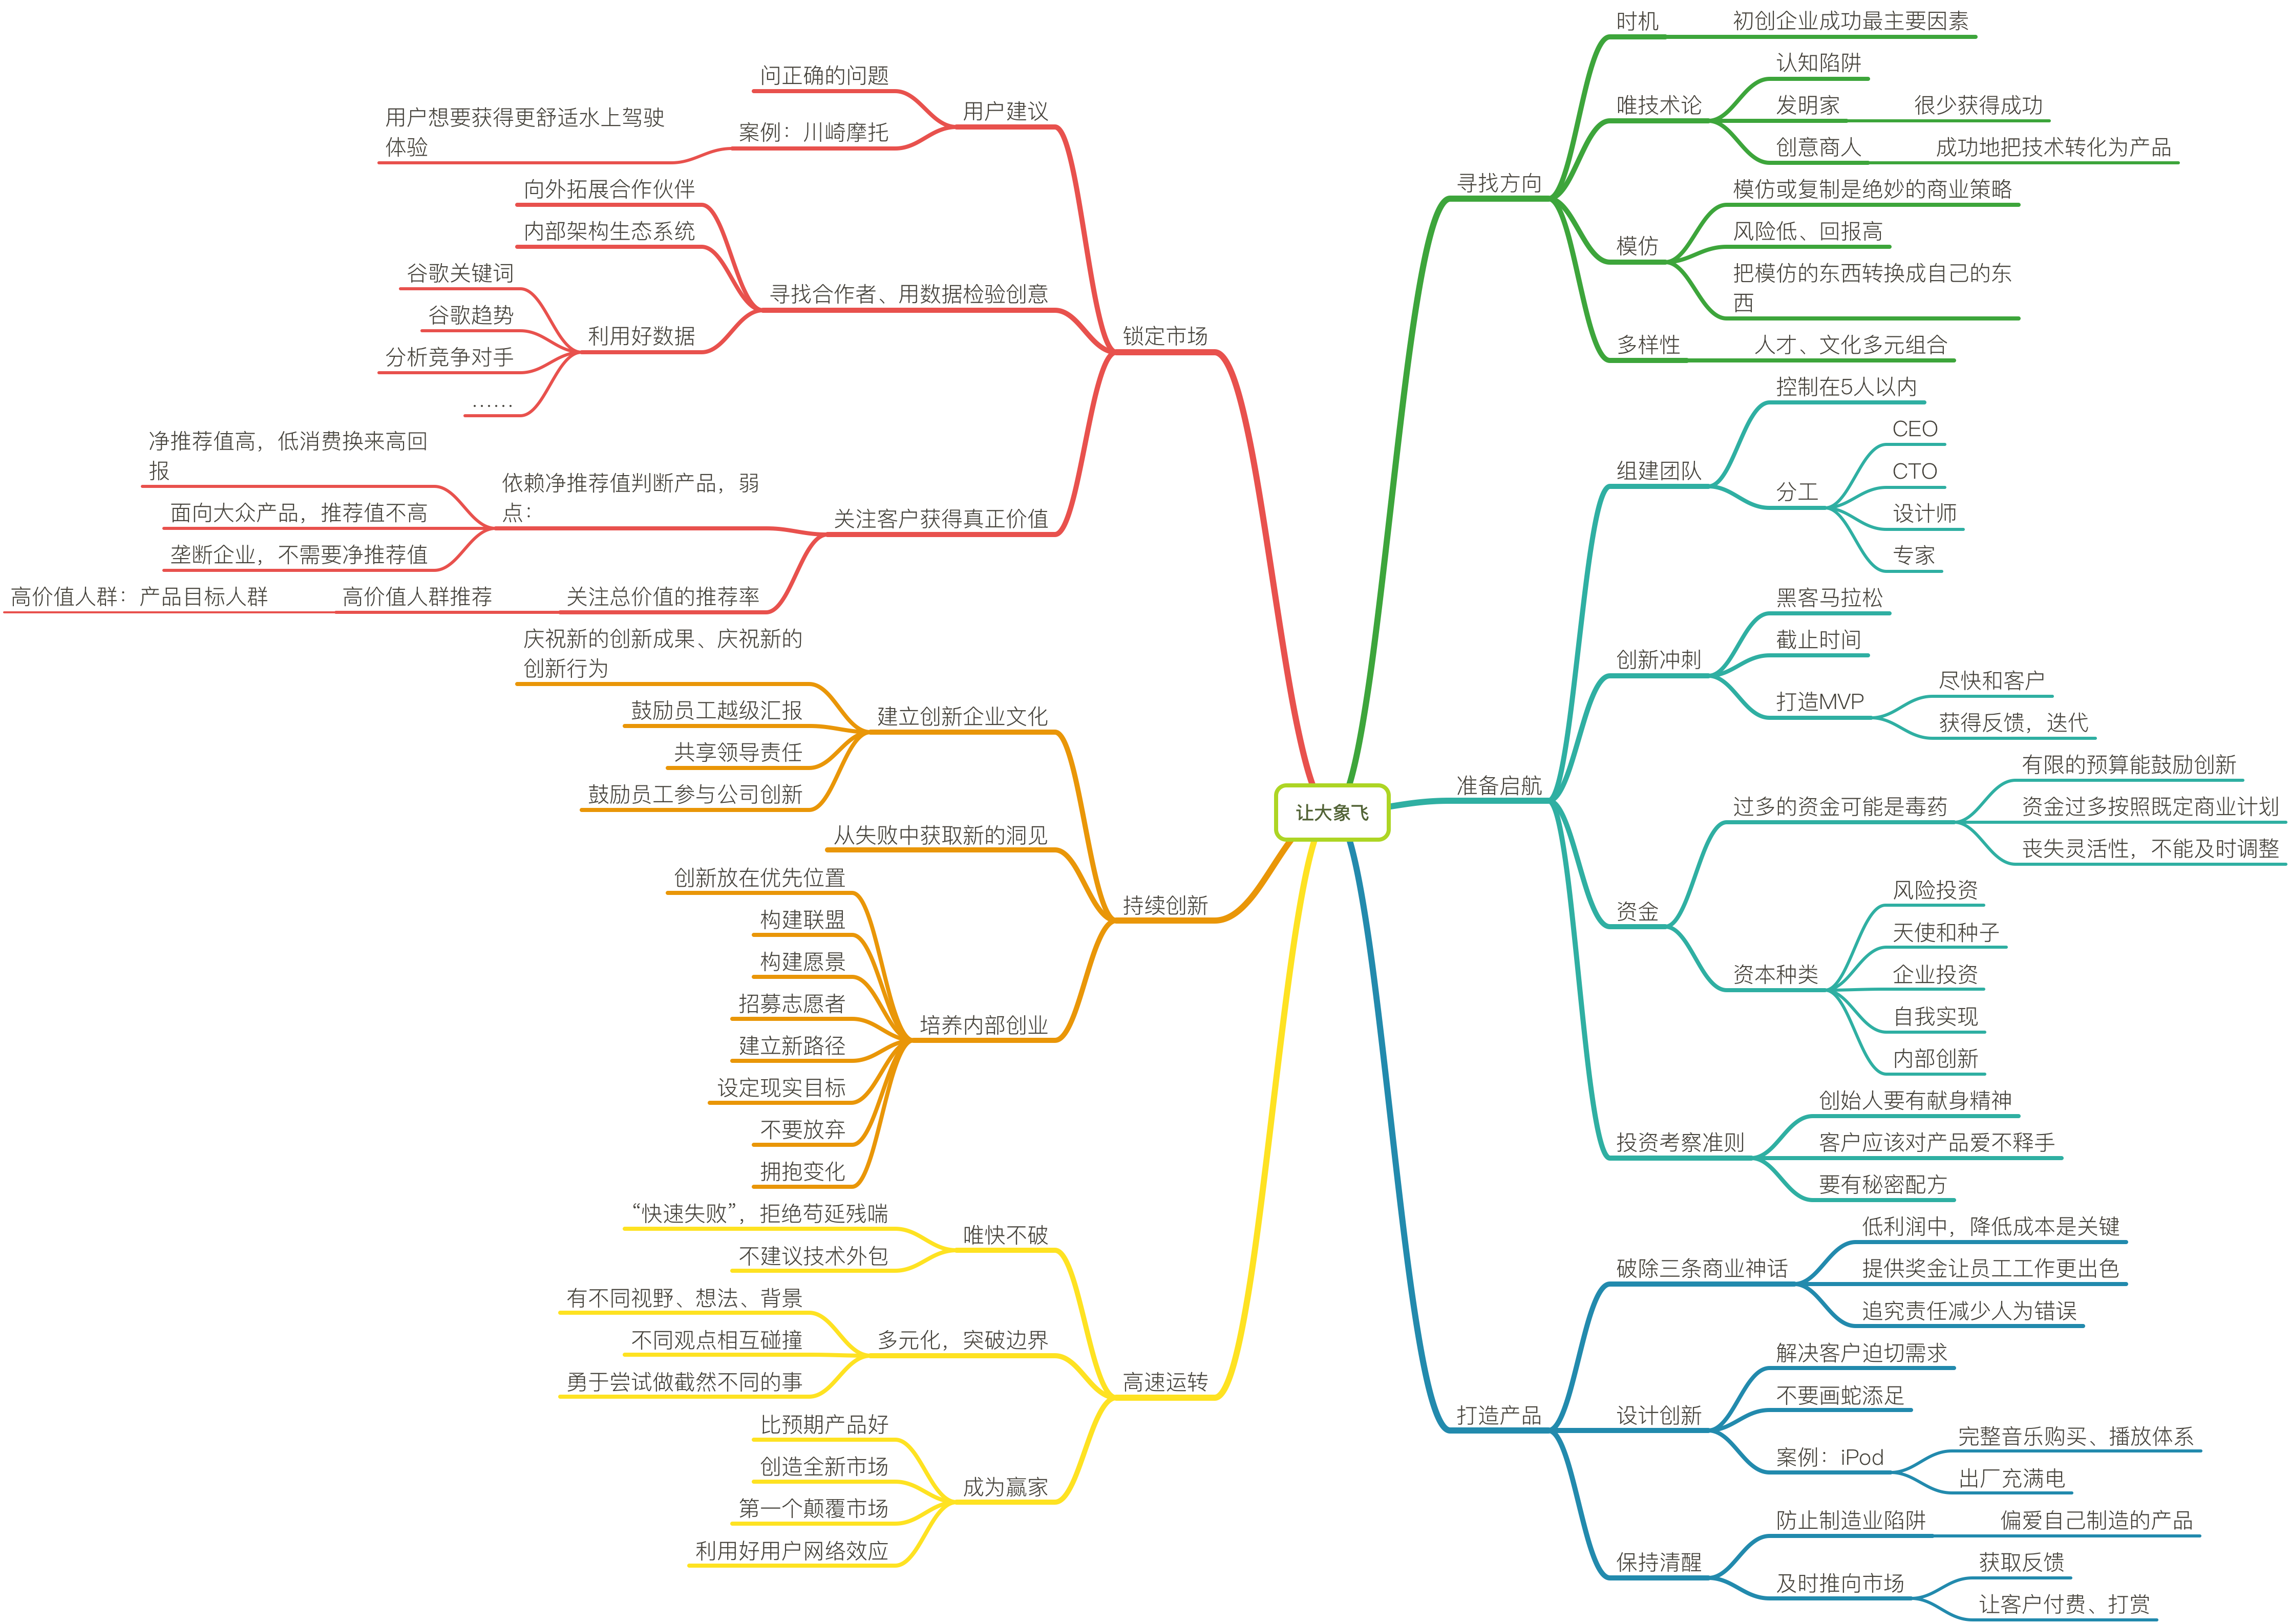 让大象飞
寻找方向
时机
初创企业成功最主要因素
唯技术论
认知陷阱
发明家
很少获得成功
创意商人
成功地把技术转化为产品
模仿
模仿或复制是绝妙的商业策略
风险低、回报高
把模仿的东西转换成自己的东
西
多样性
人才、文化多元组合
准备启航
组建团队
控制在5人以内
分工
CEO
CTO
设计师
专家
创新冲刺
黑客马拉松
截止时间
打造MVP
尽快和客户
获得反馈，迭代
资金
过多的资金可能是毒药
有限的预算能鼓励创新
资金过多按照既定商业计划
丧失灵活性，不能及时调整
资本种类
风险投资
天使和种子
企业投资
自我实现
内部创新
投资考察准则
创始人要有献身精神
客户应该对产品爱不释手
要有秘密配方
打造产品
破除三条商业神话
低利润中，降低成本是关键
提供奖金让员工工作更出色
追究责任减少人为错误
设计创新
解决客户迫切需求
不要画蛇添足
案例：iPod
完整音乐购买、播放体系
出厂充满电
保持清醒
防止制造业陷阱
偏爱自己制造的产品
及时推向市场
获取反馈
让客户付费、打赏
锁定市场
用户建议
问正确的问题
案例：川崎摩托
用户想要获得更舒适水上驾驶
体验
寻找合作者、用数据检验创意
向外拓展合作伙伴
内部架构生态系统
利用好数据
谷歌关键词
谷歌趋势
分析竞争对手
……
关注客户获得真正价值
依赖净推荐值判断产品，弱
点：
净推荐值高，低消费换来高回
报
面向大众产品，推荐值不高
垄断企业，不需要净推荐值
关注总价值的推荐率
高价值人群推荐
高价值人群：产品目标人群
持续创新
建立创新企业文化
庆祝新的创新成果、庆祝新的
创新行为
鼓励员工越级汇报
共享领导责任
鼓励员工参与公司创新
从失败中获取新的洞见
培养内部创业
创新放在优先位置
构建联盟
构建愿景
招募志愿者
建立新路径
设定现实目标
不要放弃
拥抱变化
高速运转
唯快不破
“快速失败”，拒绝苟延残喘
不建议技术外包
多元化，突破边界
有不同视野、想法、背景
不同观点相互碰撞
勇于尝试做截然不同的事
成为赢家
比预期产品好
创造全新市场
第一个颠覆市场
利用好用户网络效应